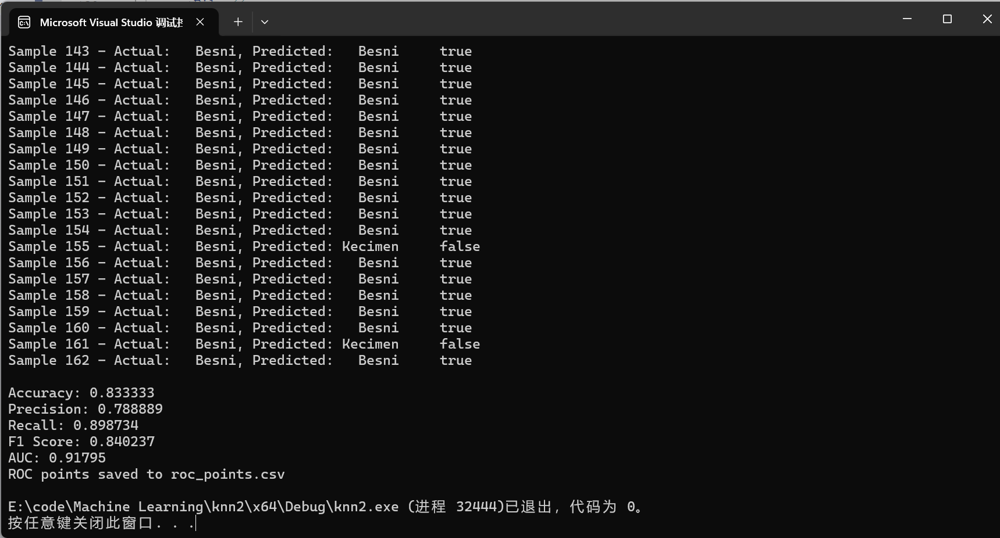 Microsoft Visual Studio 调试
Sample 143 - Actual:   Besni, Predicted:   Besni     true
Sample 144 - Actual:   Besni, Predicted:   Besni     true
Sample 145 - Actual:   Besni, Predicted:   Besni     true
Sample 146 - Actual:   Besni, Predicted:   Besni     true
Sample 147 - Actual:   Besni, Predicted:   Besni     true
Sample 148 - Actual:   Besni, Predicted:   Besni     true
Sample 149 - Actual:   Besni, Predicted:   Besni     true
Sample 150 - Actual:   Besni, Predicted:   Besni     true
Sample 151 - Actual:   Besni, Predicted:   Besni     true
Sample 152 - Actual:   Besni, Predicted:   Besni     true
Sample 153 - Actual:   Besni, Predicted:   Besni     true
Sample 154 - Actual:   Besni, Predicted:   Besni     true
Sample 155 - Actual:   Besni, Predicted: Kecimen     false
Sample 156 - Actual:   Besni, Predicted:   Besni     true
Sample 157 - Actual:   Besni, Predicted:   Besni     true
Sample 158 - Actual:   Besni, Predicted:   Besni     true
Sample 159 - Actual:   Besni, Predicted:   Besni     true
Sample 160 - Actual:   Besni, Predicted:   Besni     true
Sample 161 - Actual:   Besni, Predicted: Kecimen     false
Sample 162 - Actual:   Besni, Predicted:   Besni     true
Accuracy: 0.833333
Precision: 0.788889
Recall: 0.898734
F1 Score: 0.840237
AUC: 0.91795
ROC points saved to roc_points.csv
E:\code\Machine Learning\knn2\x64\Debug\knn2.exe (进程 32444)已退出，代码为 0。
按任意键关闭此窗口. . .